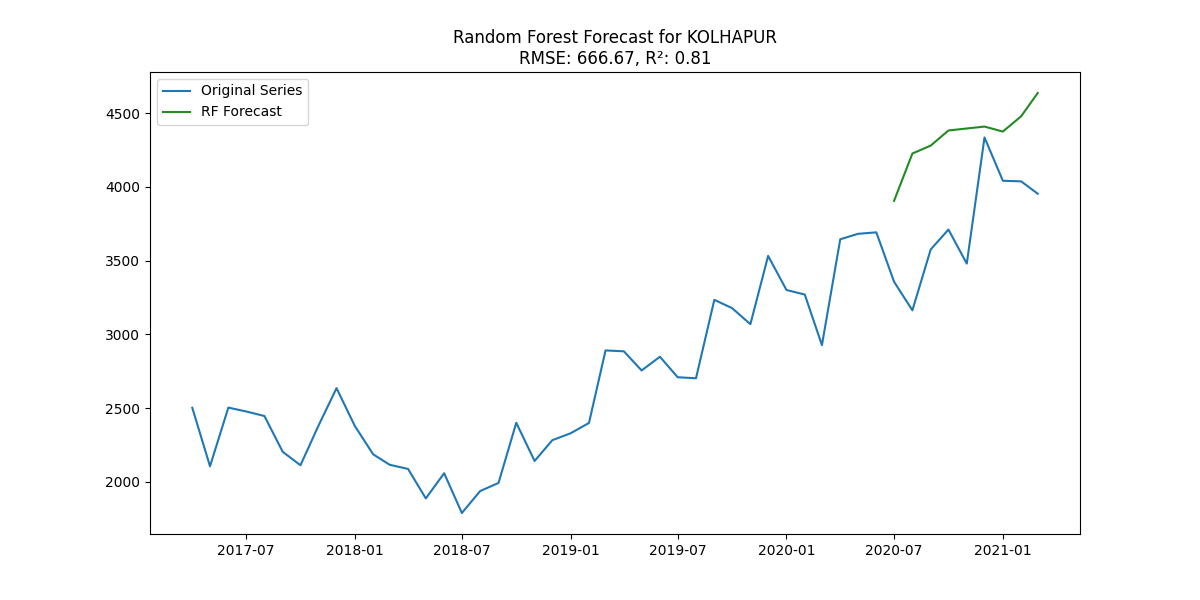 Random Forest Forecast for KOLHAPUR
RMSE: 666.67, R²: 0.81
Original Series
RF Forecast
4500
4000
3500
3000
2500
2000
2017-07 2018-01 2018-07 2019-01 2019-07 2020-01 2020-07 2021-01